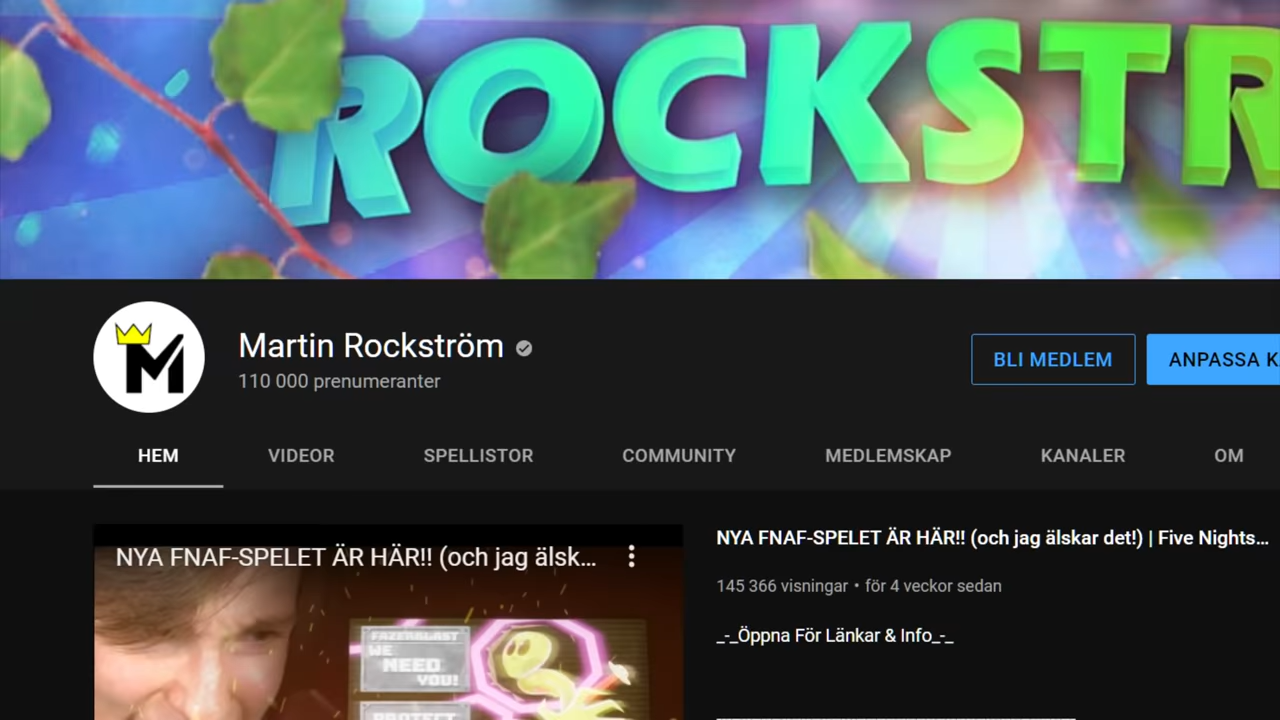 ROCKSTR
Martin Rockström
110 000 prenumeranter
BLI MEDLEM
ANPASSA K
HEM
VIDEOR
SPELLISTOR
COMMUNITY
MEDLEMSKAP
KANALER
OM
NYA FNAF-SPELET ÄR HÄR!! (och jag älsk...
NYA FNAF-SPELET ÄR HÄR!! (och jag älskar det!) | Five Nights...
145 366 visningar • för 4 veckor sedan
_-_Öppna För Länkar & Info_-_
FAZERBLAST
WE
NEED
YOU!
PROTECT